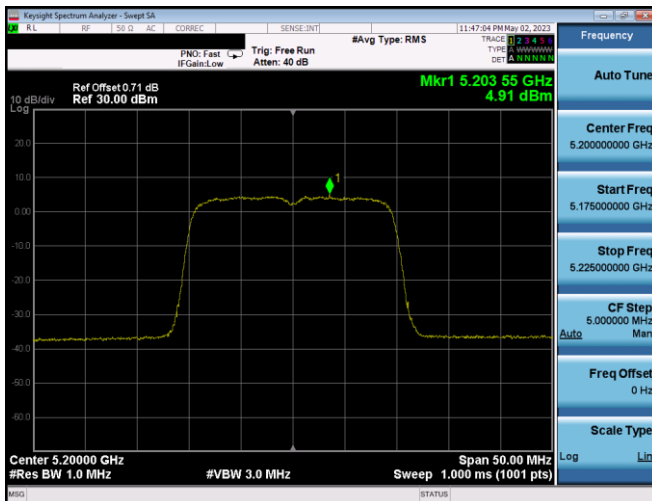 Keysight Spectrum Analyzer - Swept SA
RL RF 50 Ω AC CORREC SENSE:INT 11:47:04 PM May 02, 2023
#Avg Type: RMS
TRACE 1 2 3 4 5 6
TYPE A WWWWW
DET A N N N N N
PNO: Fast
IFGain:Low
Trig: Free Run
Atten: 40 dB
Mkr1 5.203 55 GHz
4.91 dBm
Ref Offset 0.71 dB
Ref 30.00 dBm
10 dB/div
Log
20.0
10.0
0.00
-10.0
-20.0
-30.0
-40.0
-50.0
-60.0
1
Center 5.20000 GHz
Span 50.00 MHz
#Res BW 1.0 MHz
#VBW 3.0 MHz
Sweep 1.000 ms (1001 pts)
MSG
STATUS
Frequency
Auto Tune
Center Freq
5.200000000 GHz
Start Freq
5.175000000 GHz
Stop Freq
5.225000000 GHz
CF Step
5.000000 MHz
Auto Man
Freq Offset
0 Hz
Scale Type
Log Lin